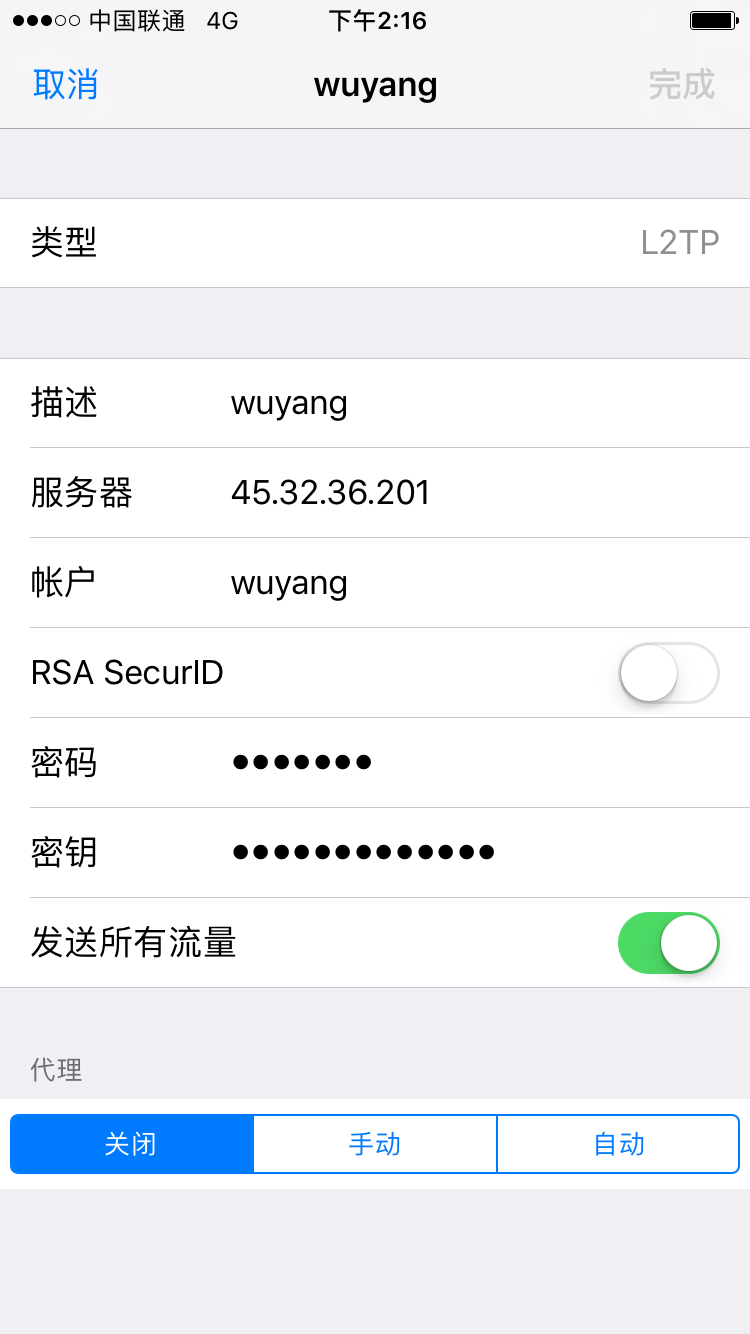 中国联通 4G 下午2:16
取消 wuyang 完成
类型 L2TP
描述 wuyang
服务器 45.32.36.201
帐户 wuyang
RSA SecurID
密码 ●●●●●●●
密钥 ●●●●●●●●●●●●●
发送所有流量
代理
关闭 手动 自动